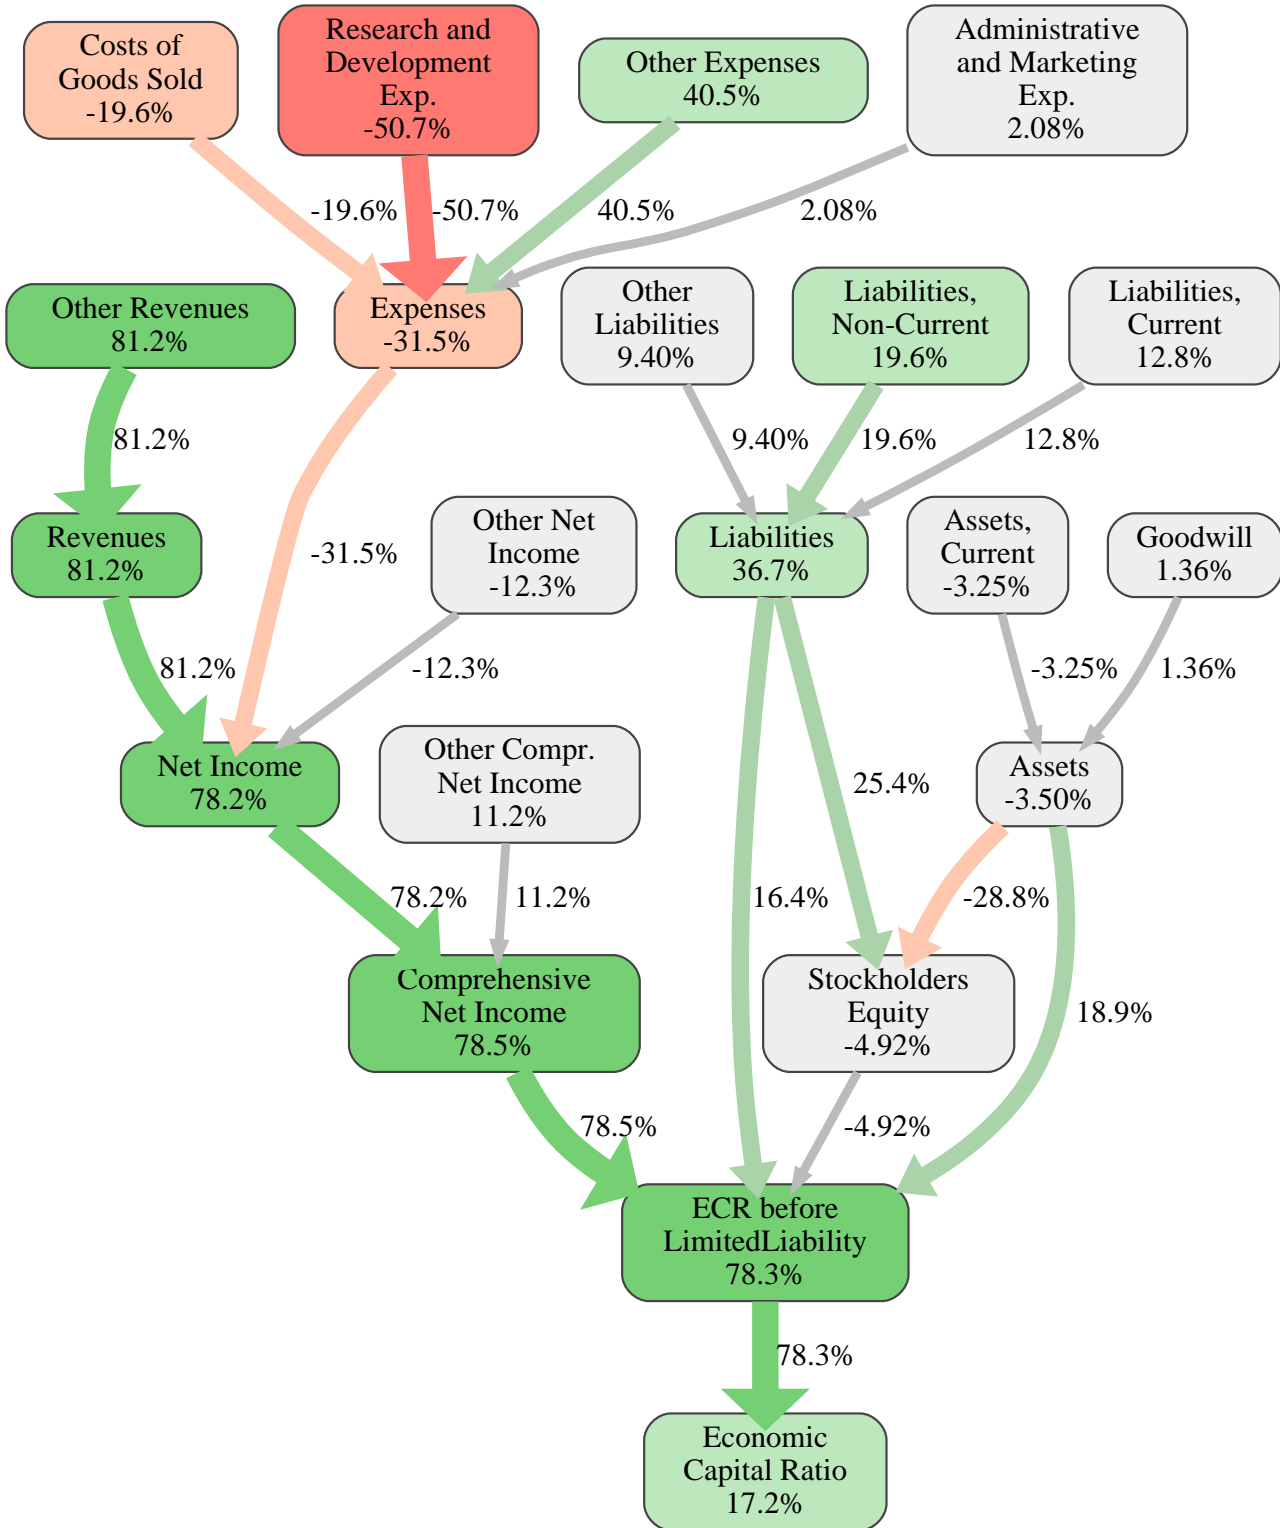 Costs of
Goods Sold
-19.6%
Research and
Development
Exp.
-50.7%
Other Expenses
40.5%
Administrative
and Marketing
Exp.
2.08%
-19.6%
-50.7%
40.5%
2.08%
Other Revenues
81.2%
Expenses
-31.5%
Other
Liabilities
9.40%
Liabilities,
Non-Current
19.6%
Liabilities,
Current
12.8%
81.2%
9.40%
19.6%
12.8%
Revenues
81.2%
-31.5%
Other Net
Income
-12.3%
Liabilities
36.7%
Assets,
Current
-3.25%
Goodwill
1.36%
81.2%
-12.3%
-3.25%
1.36%
Net Income
78.2%
Other Compr.
Net Income
11.2%
25.4%
Assets
-3.50%
78.2%
11.2%
16.4%
-28.8%
Comprehensive
Net Income
78.5%
Stockholders
Equity
-4.92%
18.9%
78.5%
-4.92%
ECR before
LimitedLiability
78.3%
78.3%
Economic
Capital Ratio
17.2%